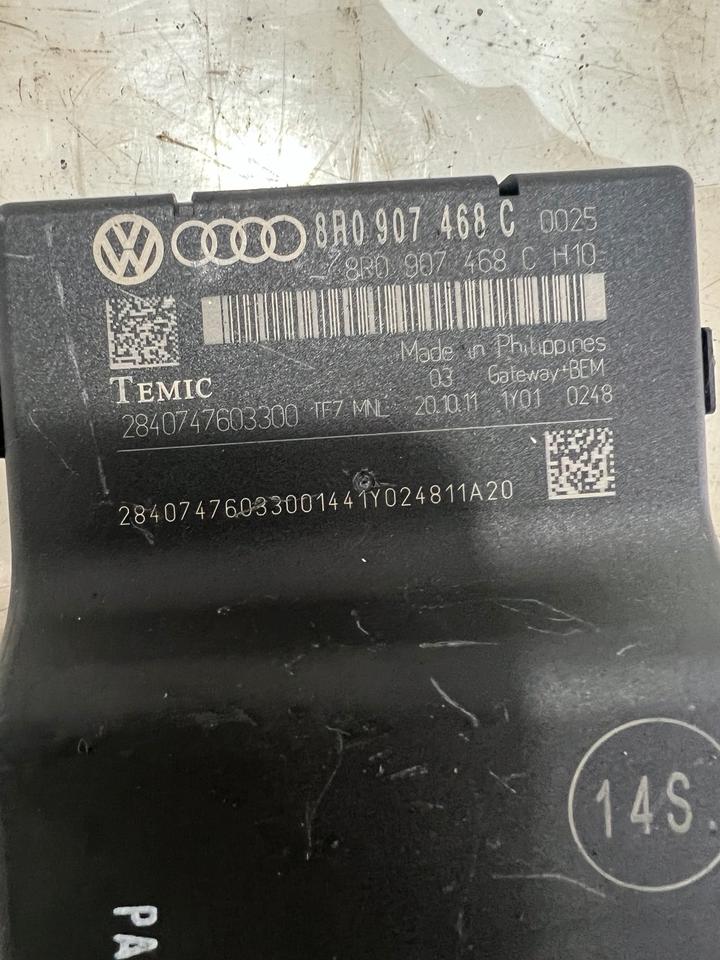 8R0 907 468 C 0025
8R0 907 468 C H10
Made in Philippines
TEMIC 03 Gateway+BEM
2840747603300 TF7 MNL 20.10.11 1Y01 0248
28407476033001441Y024811A20
14S
PA